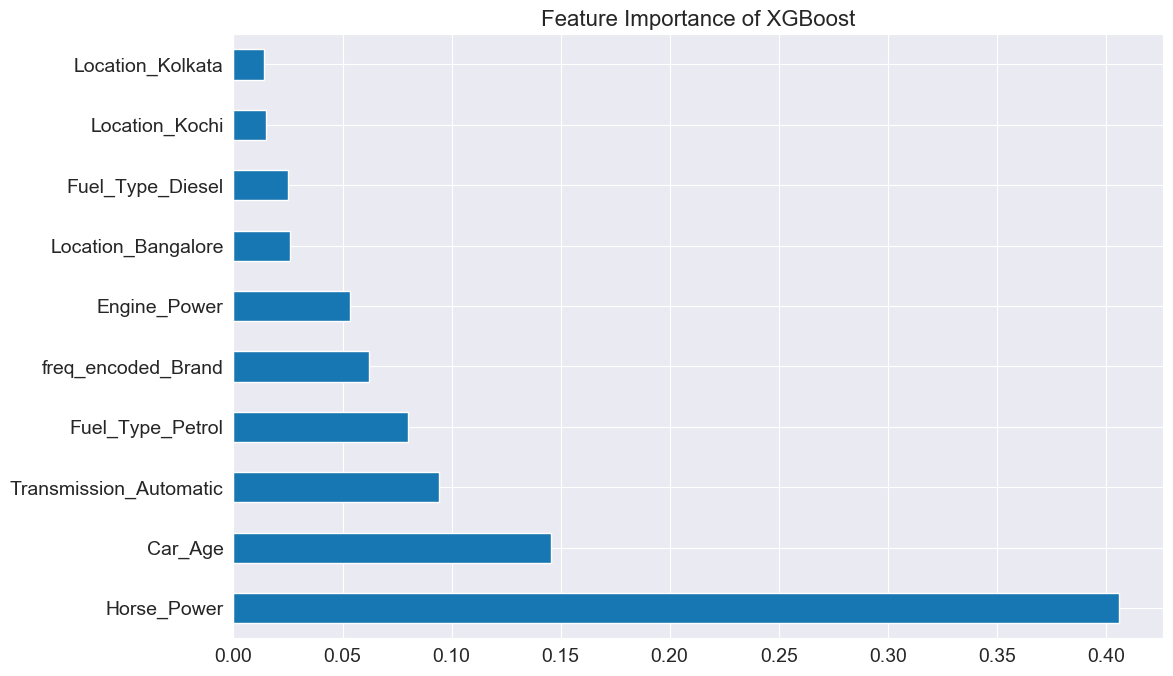 Feature Importance of XGBoost
Location_Kolkata
Location_Kochi
Fuel_Type_Diesel
Location_Bangalore
Engine_Power
freq_encoded_Brand
Fuel_Type_Petrol
Transmission_Automatic
Car_Age
Horse_Power
0.00 0.05 0.10 0.15 0.20 0.25 0.30 0.35 0.40